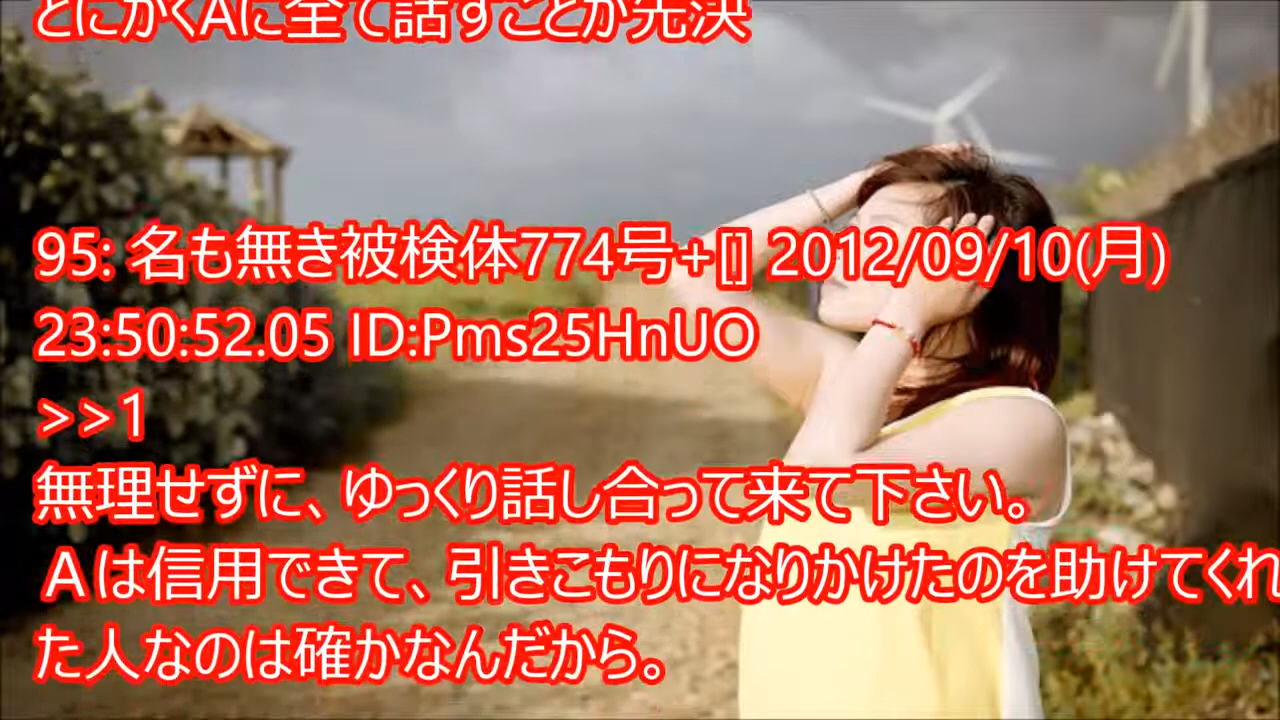 とにかくAに全て話すことが先決
95: 名も無き被検体774号+[] 2012/09/10(月)
23:50:52.05 ID:Pms25HnUO
>>1
無理せずに、ゆっくり話し合って来て下さい。
Ａは信用できて、引きこもりになりかけたのを助けてくれ
た人なのは確かなんだから。